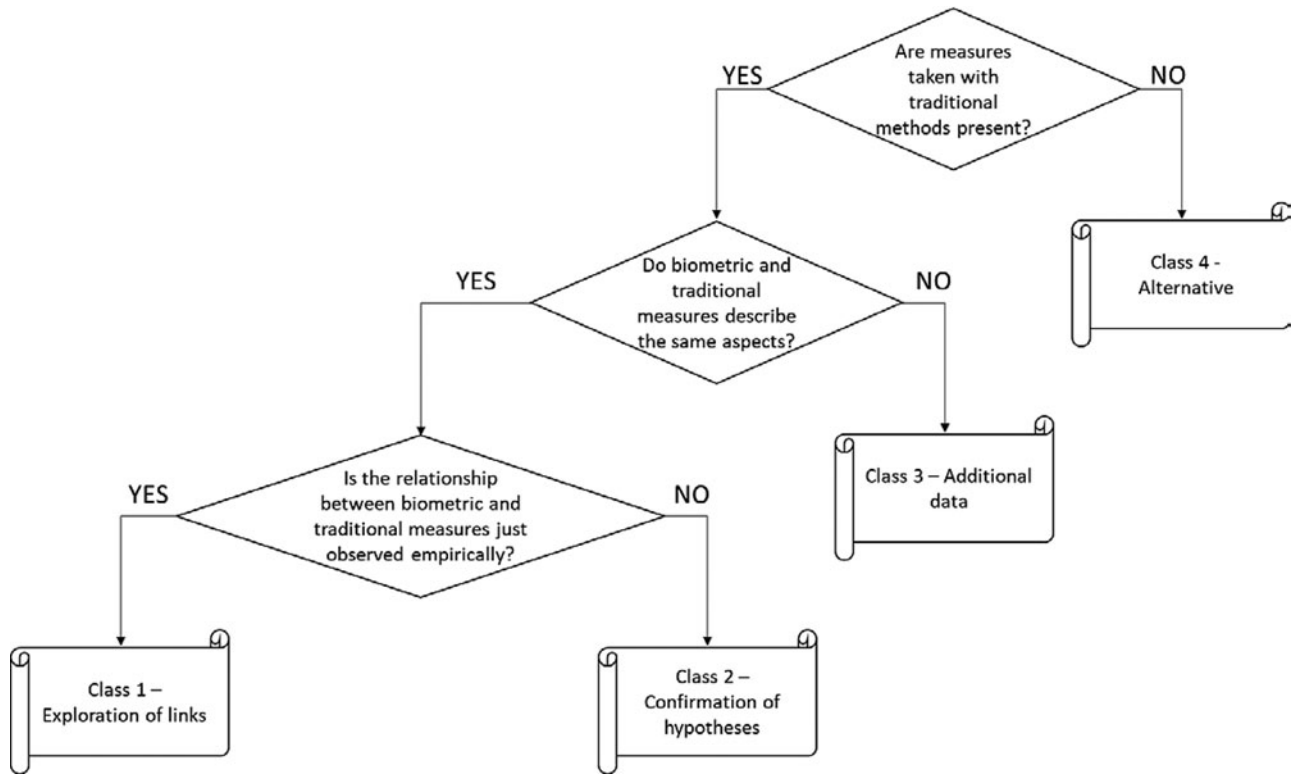 Are measures
taken with
traditional
methods present?
YES
NO
Class 4 -
Alternative
Do biometric and
traditional
measures describe
the same aspects?
YES
NO
Class 3 – Additional
data
Is the relationship
between biometric and
traditional measures just
observed empirically?
YES
NO
Class 1 –
Exploration of links
Class 2 –
Confirmation of
hypotheses